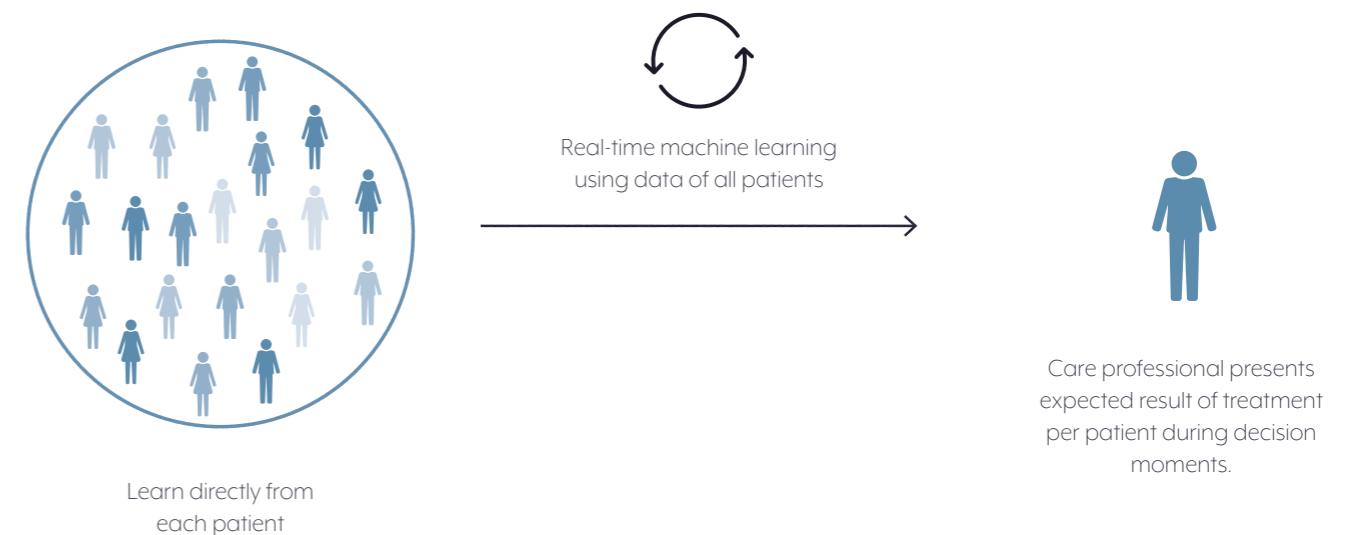 Real-time machine learning
using data of all patients
Care professional presents
expected result of treatment
per patient during decision
moments.
Learn directly from
each patient